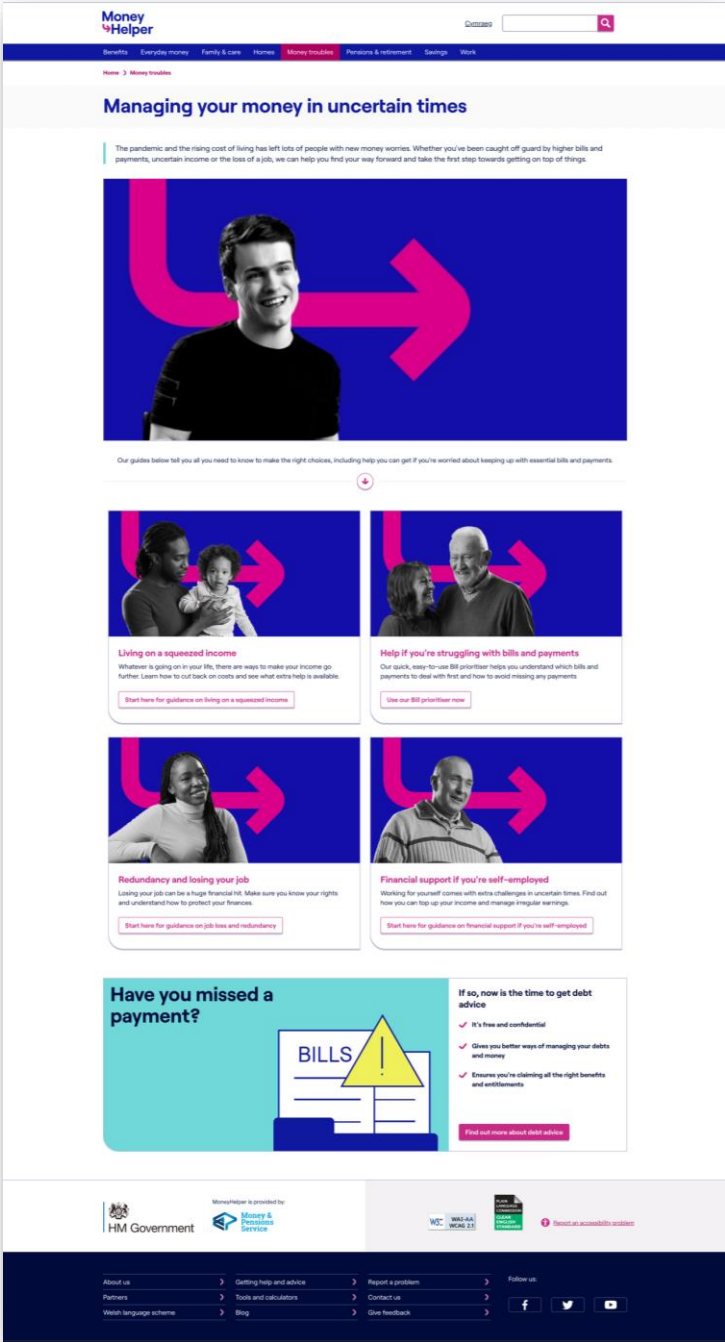 Money
Helper
Cymraeg
Benefits Everyday money Family & care Homes Money troubles Pensions & retirement Savings Work
Home > Money troubles
Managing your money in uncertain times
The pandemic and the rising cost of living has left lots of people with new money worries. Whether you've been caught off guard by higher bills and
payments, uncertain income or the loss of a job, we can help you find your way forward and take the first step towards getting on top of things.
Our guides below tell you all you need to know to make the right choices, including help you can get if you're worried about keeping up with essential bills and payments.
Living on a squeezed income
Whatever is going on in your life, there are ways to make your income go
further. Learn how to cut back on costs and see what extra help is available.
Start here for guidance on living on a squeezed income
Help if you're struggling with bills and payments
Our quick, easy-to-use Bill prioritiser helps you understand which bills and
payments to deal with first and how to avoid missing any payments
Use our Bill prioritiser now
Redundancy and losing your job
Losing your job can be a huge financial hit. Make sure you know your rights
and understand how to protect your finances.
Start here for guidance on job loss and redundancy
Financial support if you're self-employed
Working for yourself comes with extra challenges in uncertain times. Find out
how you can top up your income and manage irregular earnings.
Start here for guidance on financial support if you're self-employed
Have you missed a
payment?
BILLS
!
If so, now is the time to get debt
advice
It's free and confidential
Gives you better ways of managing your debts
and money
Ensures you're claiming all the right benefits
and entitlements
Find out more about debt advice
HM Government
MoneyHelper is provided by:
Money &
Pensions
Service
W3C WAI-AA
WCAG 2.1
PLAIN
LANGUAGE
COMMISSION
CLEAR
ENGLISH
STANDARD
Report an accessibility problem
About us
Partners
Welsh language scheme
Getting help and advice
Tools and calculators
Blog
Report a problem
Contact us
Give feedback
Follow us: